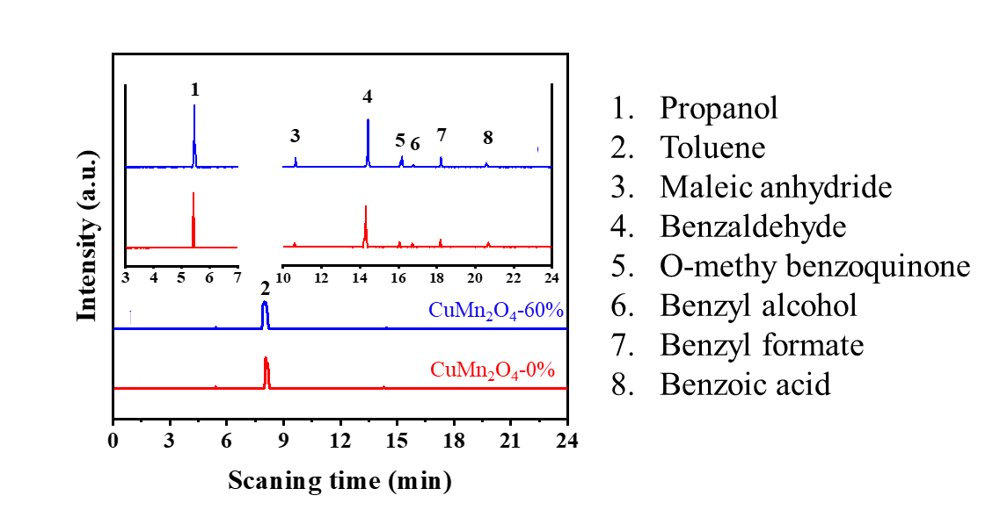 1
4
3
5
6
7
8
3 4 5 6 7
10 12 14 16 18 20 22 24
2
CuMn₂O₄-60%
CuMn₂O₄-0%
0 3 6 9 12 15 18 21 24
Scaning time (min)
Intensity (a.u.)
1. Propanol
2. Toluene
3. Maleic anhydride
4. Benzaldehyde
5. O-methy benzoquinone
6. Benzyl alcohol
7. Benzyl formate
8. Benzoic acid